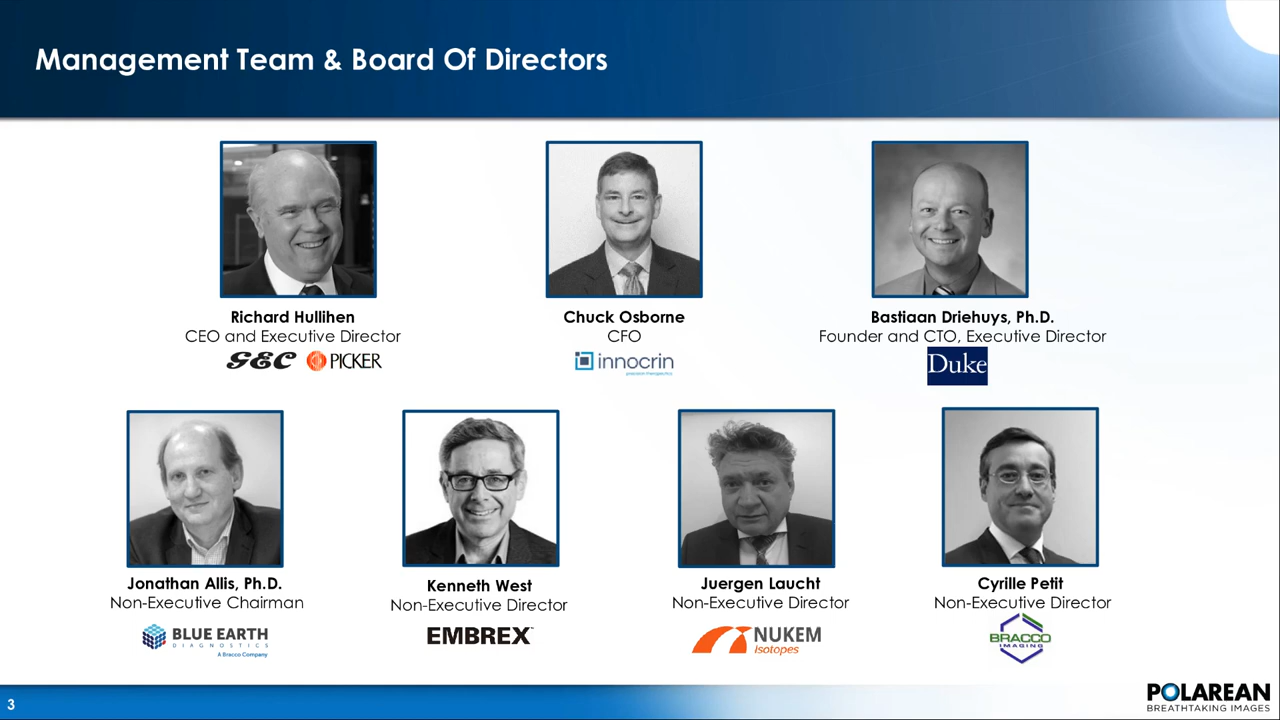 Management Team & Board Of Directors
Richard Hullihen
CEO and Executive Director
GEC PICKER
Chuck Osborne
CFO
innocrin
precision therapeutics
Bastiaan Driehuys, Ph.D.
Founder and CTO, Executive Director
Duke
Jonathan Allis, Ph.D.
Non-Executive Chairman
BLUE EARTH
DIAGNOSTICS
A Bracco Company
Kenneth West
Non-Executive Director
EMBREX™
Juergen Laucht
Non-Executive Director
NUKEM
Isotopes
Cyrille Petit
Non-Executive Director
BRACCO
IMAGING
3
POLAREAN
BREATHTAKING IMAGES